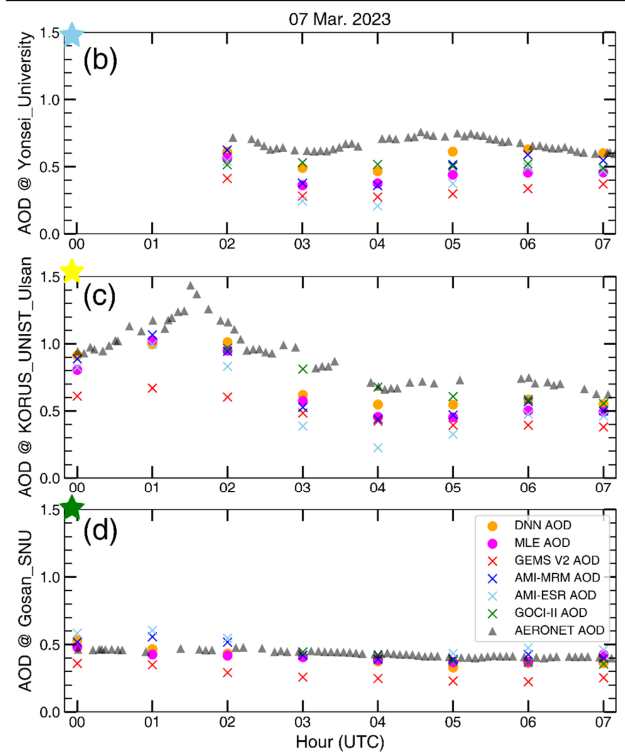 07 Mar. 2023
AOD @ Yonsei_University
(b)
1.5
1.0
0.5
0.0
00 01 02 03 04 05 06 07
AOD @ KORUS_UNIST_Ulsan
(c)
1.5
1.0
0.5
0.0
00 01 02 03 04 05 06 07
AOD @ Gosan_SNU
(d)
1.5
1.0
0.5
0.0
DNN AOD
MLE AOD
GEMS V2 AOD
AMI-MRM AOD
AMI-ESR AOD
GOCI-II AOD
AERONET AOD
00 01 02 03 04 05 06 07
Hour (UTC)